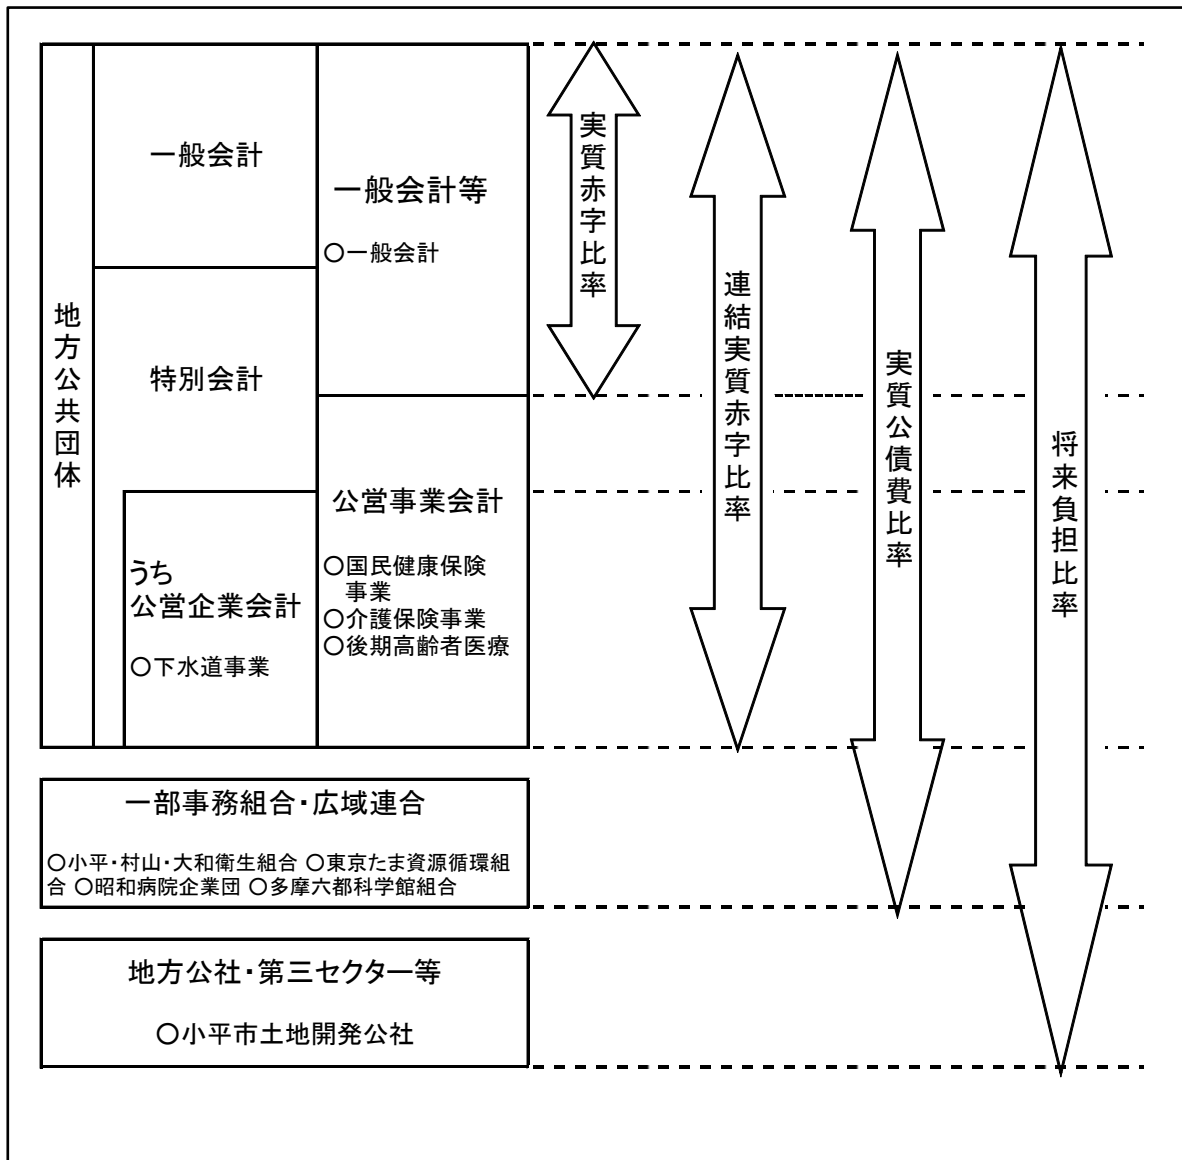 地方公共団体
一般会計
特別会計
うち
公営企業会計
○下水道事業
一般会計等
○一般会計
公営事業会計
○国民健康保険
事業
○介護保険事業
○後期高齢者医療
実質赤字比率
連結実質赤字比率
実質公債費比率
将来負担比率
一部事務組合・広域連合
○小平・村山・大和衛生組合 ○東京たま資源循環組
合 ○昭和病院企業団 ○多摩六都科学館組合
地方公社・第三セクター等
○小平市土地開発公社